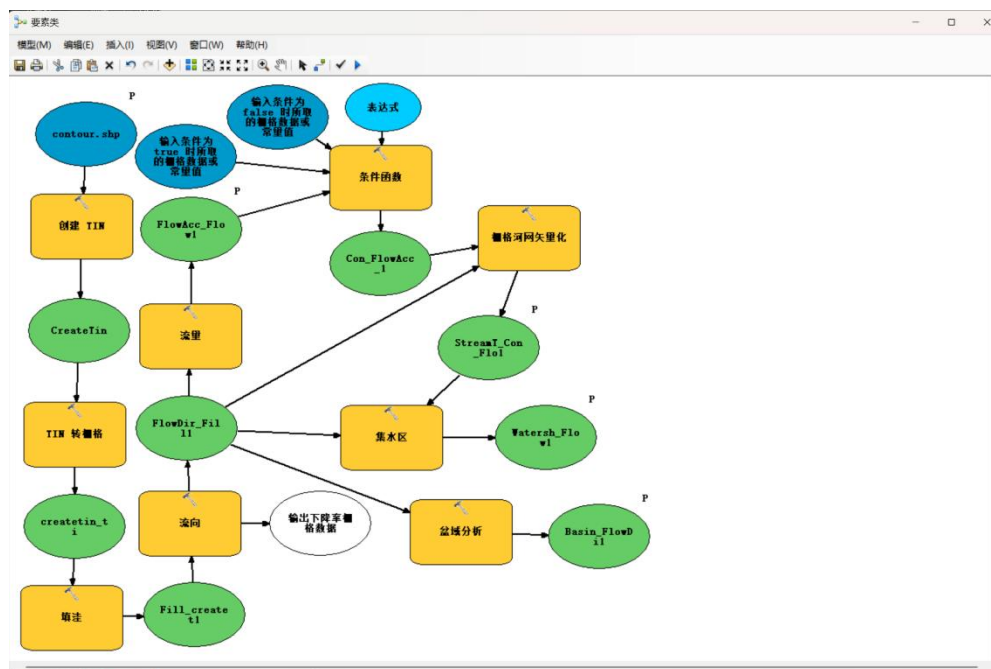 要素类
模型(M) 编辑(E) 插入(I) 视图(V) 窗口(W) 帮助(H)
P
contour.shp
输入条件为
false 时所取
的栅格数据或
常量值
表达式
输入条件为
true 时所取
的栅格数据或
常量值
条件函数
P
创建 TIN
FlowAcc_Flo
w1
栅格河网矢量化
Con_FlowAcc
_1
P
CreateTin
流量
StreamT_Con
_Flo1
P
TIN 转栅格
FlowDir_Fil
l1
集水区
Watersh_Flo
w1
P
createtin_t
i
流向
输出下降率栅
格数据
盆域分析
Basin_FlowD
i1
填洼
Fill_create
t1